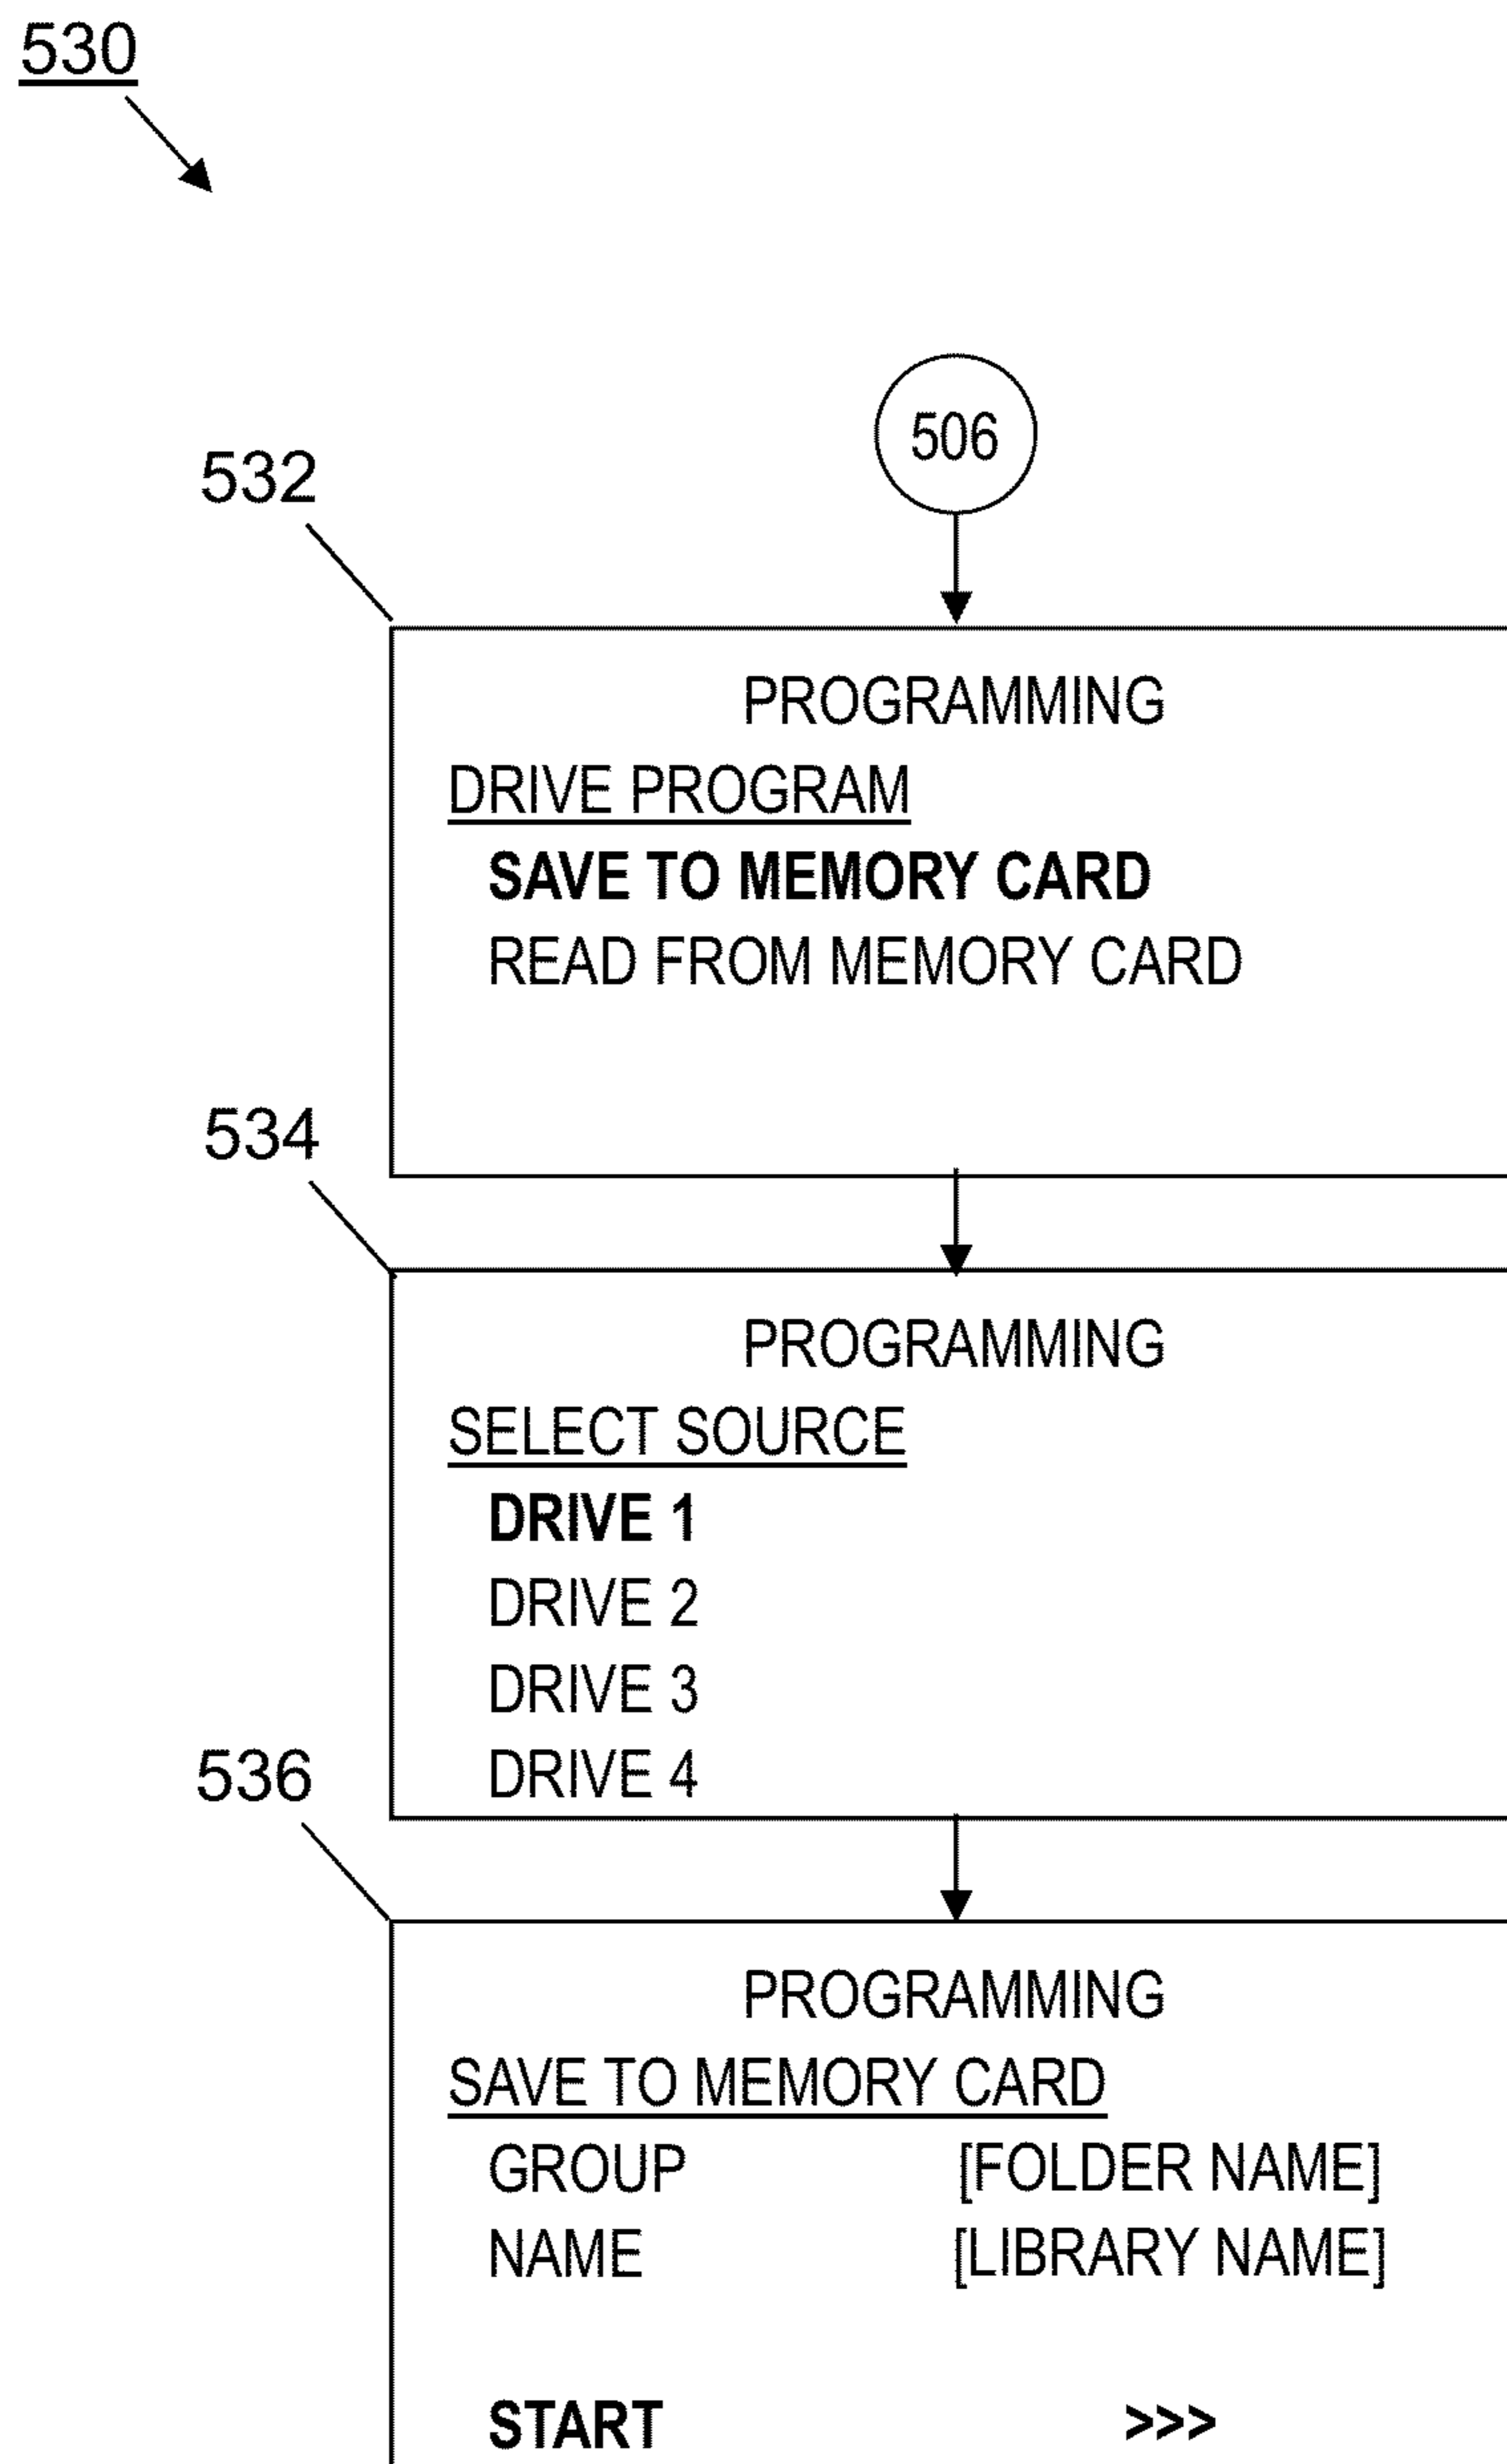 530
506
532
PROGRAMMING
DRIVE PROGRAM
SAVE TO MEMORY CARD
READ FROM MEMORY CARD
534
PROGRAMMING
SELECT SOURCE
DRIVE 1
DRIVE 2
DRIVE 3
DRIVE 4
536
PROGRAMMING
SAVE TO MEMORY CARD
GROUP [FOLDER NAME]
NAME [LIBRARY NAME]
START >>>